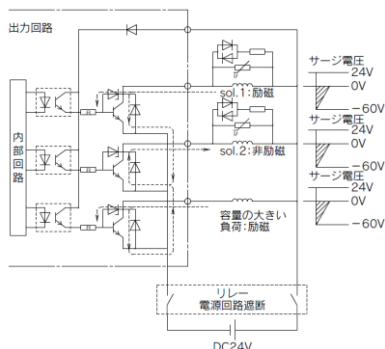 出力回路
サージ電圧
24V
0V
sol.1:励磁
−60V
サージ電圧
内部回路
24V
0V
sol.2:非励磁
−60V
サージ電圧
24V
0V
容量の大きい
負荷:励磁
−60V
リレー
電源回路遮断
DC24V